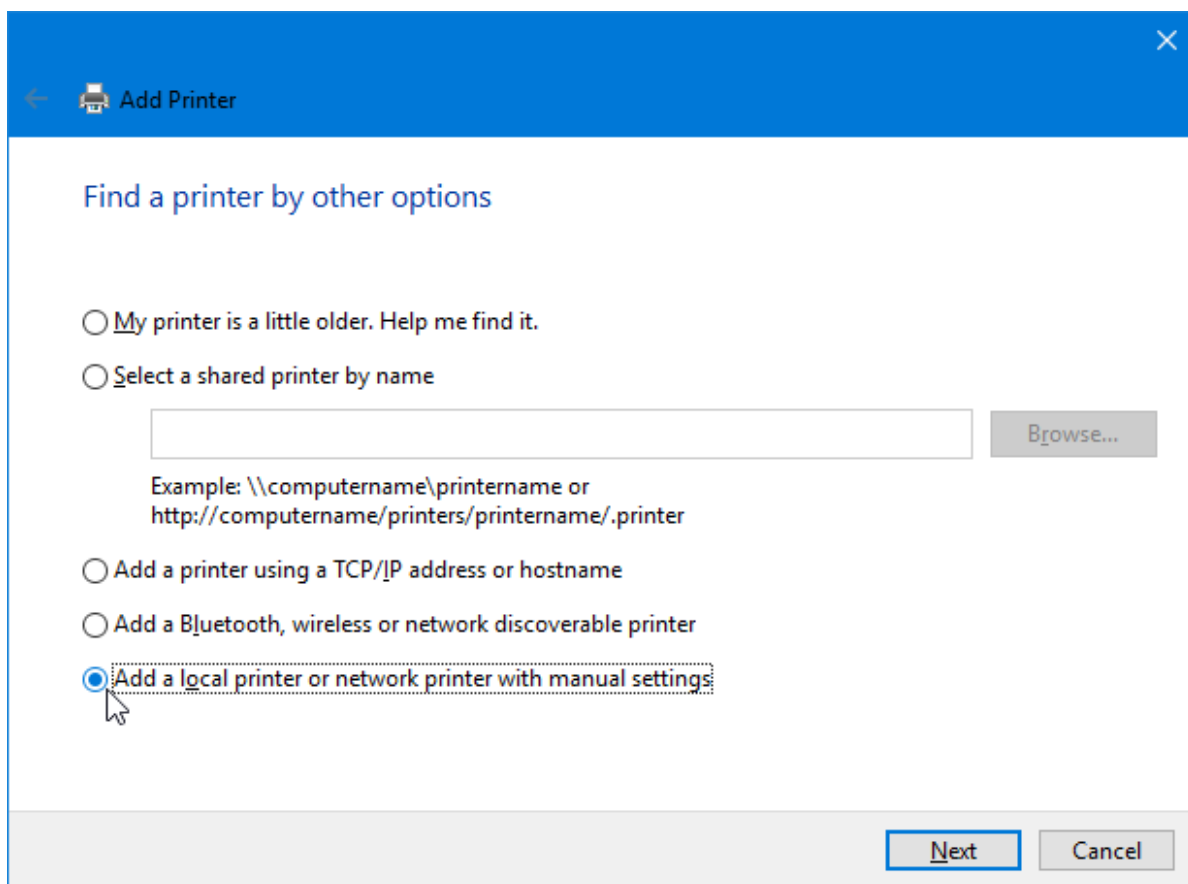 Add Printer
Find a printer by other options
My printer is a little older. Help me find it.
Select a shared printer by name
Browse...
Example: \\computername\printername or
http://computername/printers/printername/.printer
Add a printer using a TCP/IP address or hostname
Add a Bluetooth, wireless or network discoverable printer
Add a local printer or network printer with manual settings
Next
Cancel